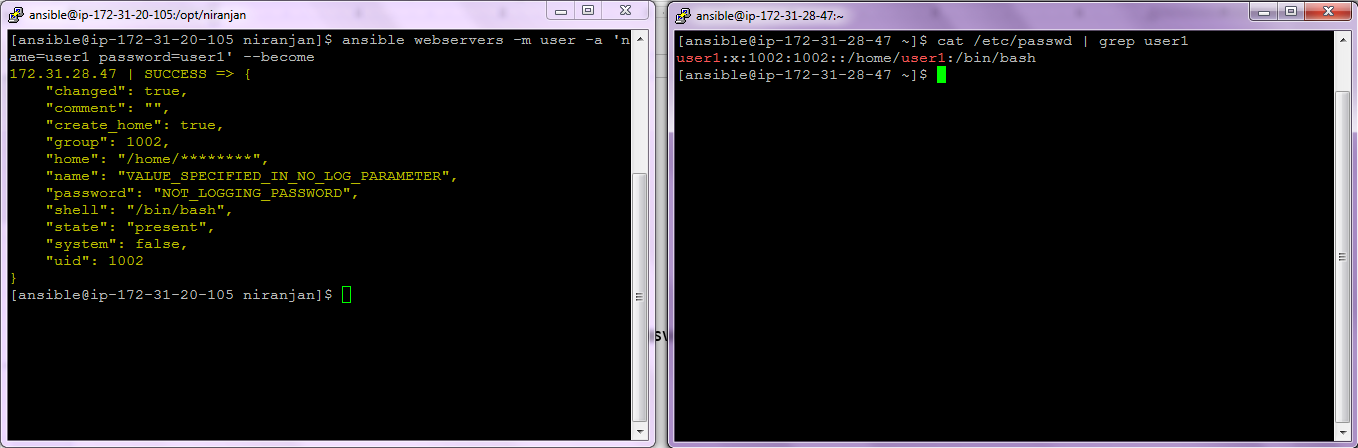 ansible@ip-172-31-20-105:/opt/niranjan
[ansible@ip-172-31-20-105 niranjan]$ ansible webservers -m user -a 'n
ame=user1 password=user1' --become
172.31.28.47 | SUCCESS => {
    "changed": true,
    "comment": "",
    "create_home": true,
    "group": 1002,
    "home": "/home/********",
    "name": "VALUE_SPECIFIED_IN_NO_LOG_PARAMETER",
    "password": "NOT_LOGGING_PASSWORD",
    "shell": "/bin/bash",
    "state": "present",
    "system": false,
    "uid": 1002
}
[ansible@ip-172-31-20-105 niranjan]$
ansible@ip-172-31-28-47:~
[ansible@ip-172-31-28-47 ~]$ cat /etc/passwd | grep user1
user1:x:1002:1002::/home/user1:/bin/bash
[ansible@ip-172-31-28-47 ~]$